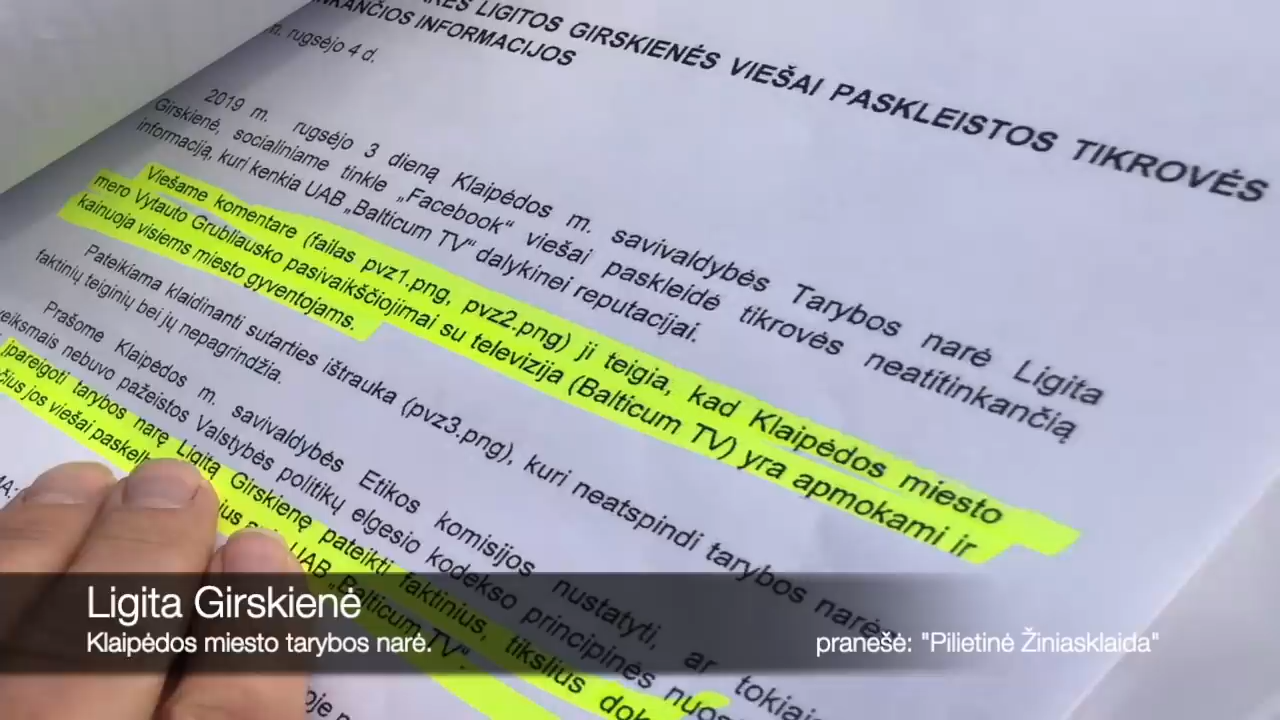 LIGITOS GIRSKIENĖS VIEŠAI PASKLEISTOS TIKROVĖS
INFORMACIJOS
rugsėjo 4 d.
2019 m. rugsėjo 3 dieną Klaipėdos m. savivaldybės Tarybos narė Ligita
Girskienė, socialiniame tinkle „Facebook“ viešai paskleidė tikrovės neatitinkančią
informaciją, kuri kenkia UAB „Balticum TV“ dalykinei reputacijai.
Viešame komentare (failas pvz1.png, pvz2.png) ji teigia, kad Klaipėdos miesto
mero Vytauto Grubliausko pasivaikščiojimai su televizija (Balticum TV) yra apmokami ir
kainuoja visiems miesto gyventojams.
Pateikiama klaidinanti sutarties ištrauka (pvz3.png), kuri neatspindi tarybos narės
faktinių teiginių bei jų nepagrindžia.
Prašome Klaipėdos m. savivaldybės Etikos komisijos nustatyti, ar tokiais
veiksmais nebuvo pažeistos Valstybės politikų elgesio kodekso principinės
įpareigoti tarybos narę Ligitą Girskienę pateikti faktinius, tikslius
jos viešai UAB „Balticum TV“.
Ligita Girskienė
Klaipėdos miesto tarybos narė.
pranešė: "Pilietinė Žiniasklaida"